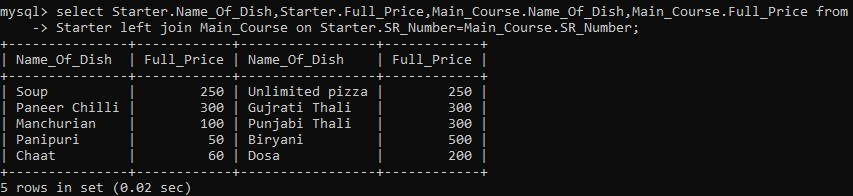 mysql> select Starter.Name_Of_Dish,Starter.Full_Price,Main_Course.Name_Of_Dish,Main_Course.Full_Price from
    -> Starter left join Main_Course on Starter.SR_Number=Main_Course.SR_Number;
+----------------+------------+-----------------+------------+
| Name_Of_Dish   | Full_Price | Name_Of_Dish    | Full_Price |
+----------------+------------+-----------------+------------+
| Soup           |        250 | Unlimited pizza |        250 |
| Paneer Chilli  |        300 | Gujrati Thali   |        300 |
| Manchurian     |        100 | Punjabi Thali   |        300 |
| Panipuri       |         50 | Biryani         |        500 |
| Chaat          |         60 | Dosa            |        200 |
+----------------+------------+-----------------+------------+
5 rows in set (0.02 sec)